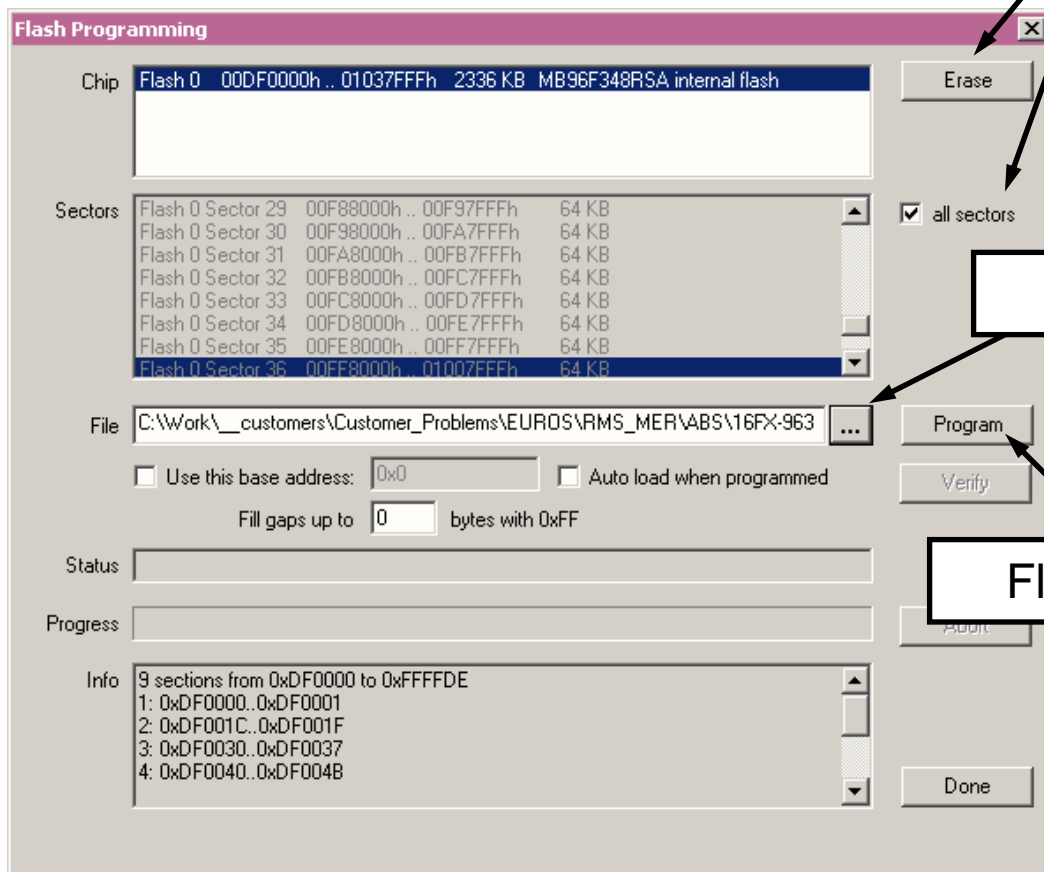 Flash Programming
Chip Flash 0 00DF0000h .. 01037FFFh 2336 KB MB96F348RSA internal flash Erase
Sectors Flash 0 Sector 29 00F88000h .. 00F97FFFh 64 KB all sectors
Flash 0 Sector 30 00F98000h .. 00FA7FFFh 64 KB
Flash 0 Sector 31 00FA8000h .. 00FB7FFFh 64 KB
Flash 0 Sector 32 00FB8000h .. 00FC7FFFh 64 KB
Flash 0 Sector 33 00FC8000h .. 00FD7FFFh 64 KB
Flash 0 Sector 34 00FD8000h .. 00FE7FFFh 64 KB
Flash 0 Sector 35 00FE8000h .. 00FF7FFFh 64 KB
Flash 0 Sector 36 00FF8000h .. 01007FFFh 64 KB
File C:\Work\__customers\Customer_Problems\EUROS\RMS_MER\ABS\16FX-963 ... Program
Use this base address: 0x0 Auto load when programmed Verify
Fill gaps up to 0 bytes with 0xFF
Status
Fl
Progress Abort
Info 9 sections from 0xDF0000 to 0xFFFFDE
1: 0xDF0000..0xDF0001
2: 0xDF001C..0xDF001F
3: 0xDF0030..0xDF0037
4: 0xDF0040..0xDF004B
Done